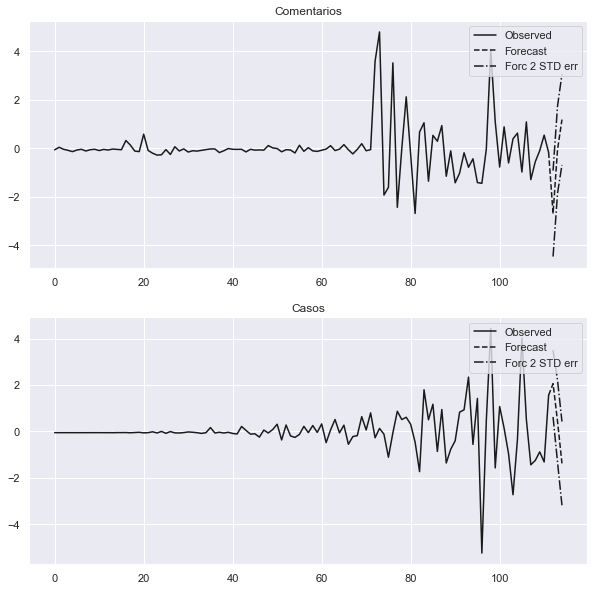 Comentarios
Observed
Forecast
Forc 2 STD err
4
2
0
−2
−4
0 20 40 60 80 100
Casos
Observed
Forecast
Forc 2 STD err
4
2
0
−2
−4
0 20 40 60 80 100